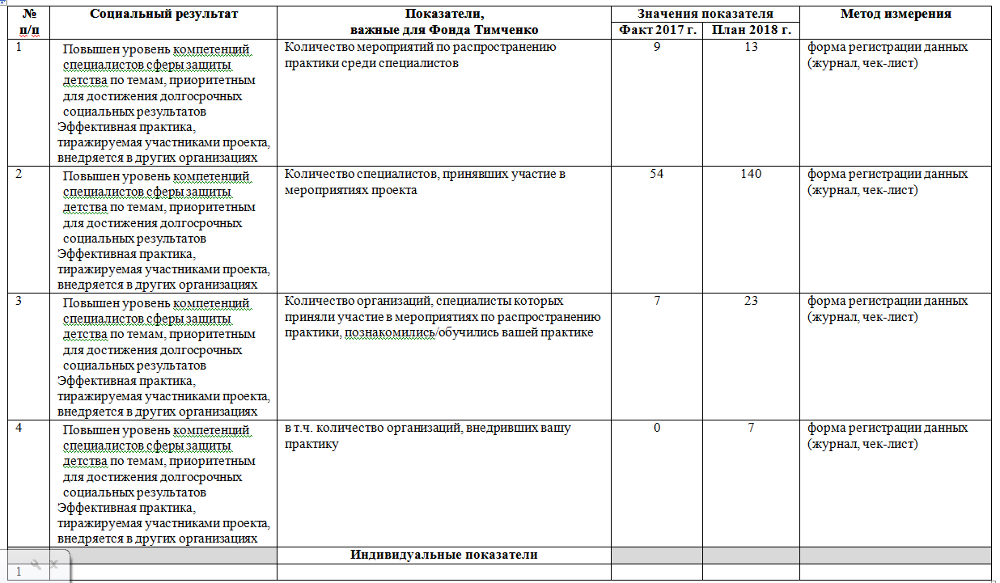 №
п/п
Социальный результат
Показатели,
важные для Фонда Тимченко
Значения показателя
Факт 2017 г.
План 2018 г.
Метод измерения
1
Повышен уровень компетенций
специалистов сферы защиты
детства по темам, приоритетным
для достижения долгосрочных
социальных результатов
Эффективная практика,
тиражируемая участниками проекта,
внедряется в других организациях
Количество мероприятий по распространению
практики среди специалистов
9
13
форма регистрации данных
(журнал, чек-лист)
2
Повышен уровень компетенций
специалистов сферы защиты
детства по темам, приоритетным
для достижения долгосрочных
социальных результатов
Эффективная практика,
тиражируемая участниками проекта,
внедряется в других организациях
Количество специалистов, принявших участие в
мероприятиях проекта
54
140
форма регистрации данных
(журнал, чек-лист)
3
Повышен уровень компетенций
специалистов сферы защиты
детства по темам, приоритетным
для достижения долгосрочных
социальных результатов
Эффективная практика,
тиражируемая участниками проекта,
внедряется в других организациях
Количество организаций, специалисты которых
приняли участие в мероприятиях по распространению
практики, познакомились/обучились вашей практике
7
23
форма регистрации данных
(журнал, чек-лист)
4
Повышен уровень компетенций
специалистов сферы защиты
детства по темам, приоритетным
для достижения долгосрочных
социальных результатов
Эффективная практика,
тиражируемая участниками проекта,
внедряется в других организациях
в т.ч. количество организаций, внедривших вашу
практику
0
7
форма регистрации данных
(журнал, чек-лист)
Индивидуальные показатели
1